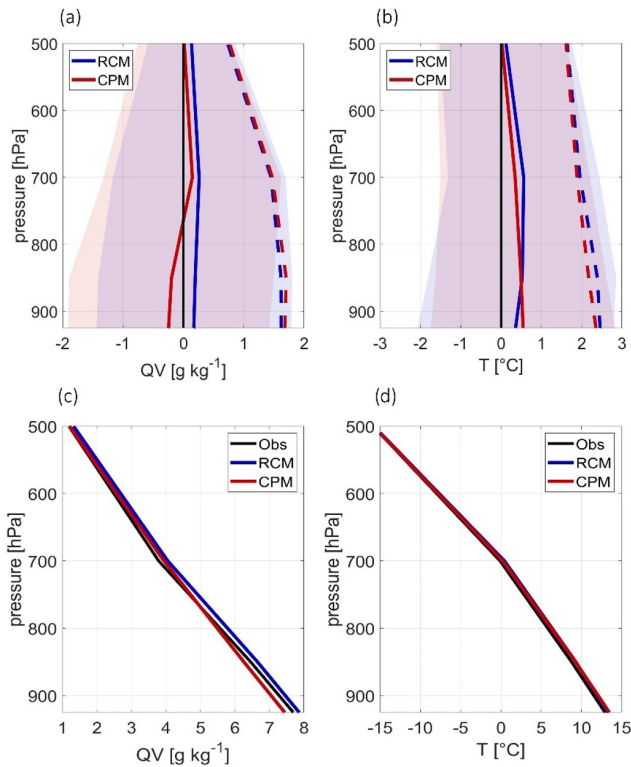 (a)
500
600
700
800
900
pressure [hPa]
RCM
CPM
-2 -1 0 1 2
QV [g kg⁻¹]
(b)
500
600
700
800
900
pressure [hPa]
RCM
CPM
-3 -2 -1 0 1 2 3
T [°C]
(c)
500
600
700
800
900
pressure [hPa]
Obs
RCM
CPM
1 2 3 4 5 6 7 8
QV [g kg⁻¹]
(d)
500
600
700
800
900
pressure [hPa]
Obs
RCM
CPM
-15 -10 -5 0 5 10 15
T [°C]